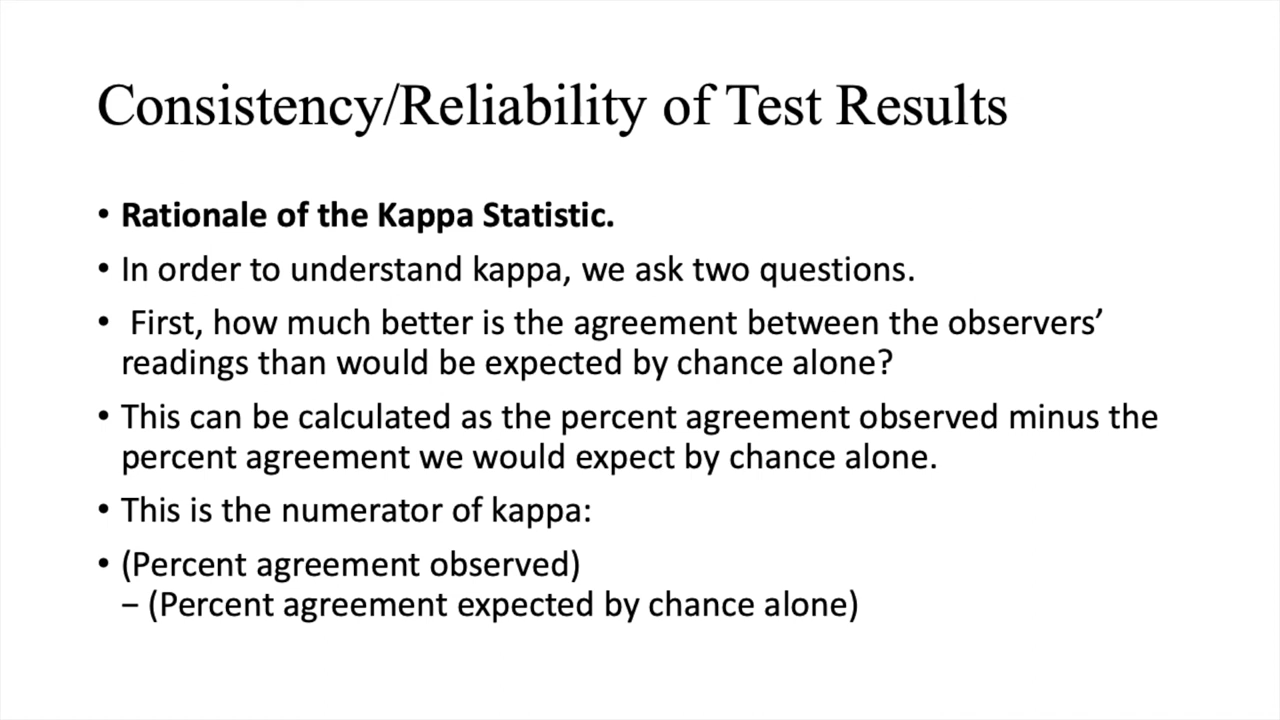 Consistency/Reliability of Test Results
• Rationale of the Kappa Statistic.
• In order to understand kappa, we ask two questions.
• First, how much better is the agreement between the observers’
readings than would be expected by chance alone?
• This can be calculated as the percent agreement observed minus the
percent agreement we would expect by chance alone.
• This is the numerator of kappa:
• (Percent agreement observed)
− (Percent agreement expected by chance alone)